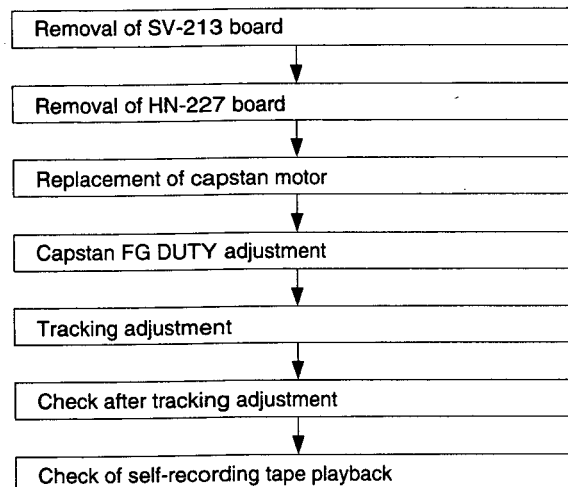 Removal of SV-213 board
Removal of HN-227 board
Replacement of capstan motor
Capstan FG DUTY adjustment
Tracking adjustment
Check after tracking adjustment
Check of self-recording tape playback